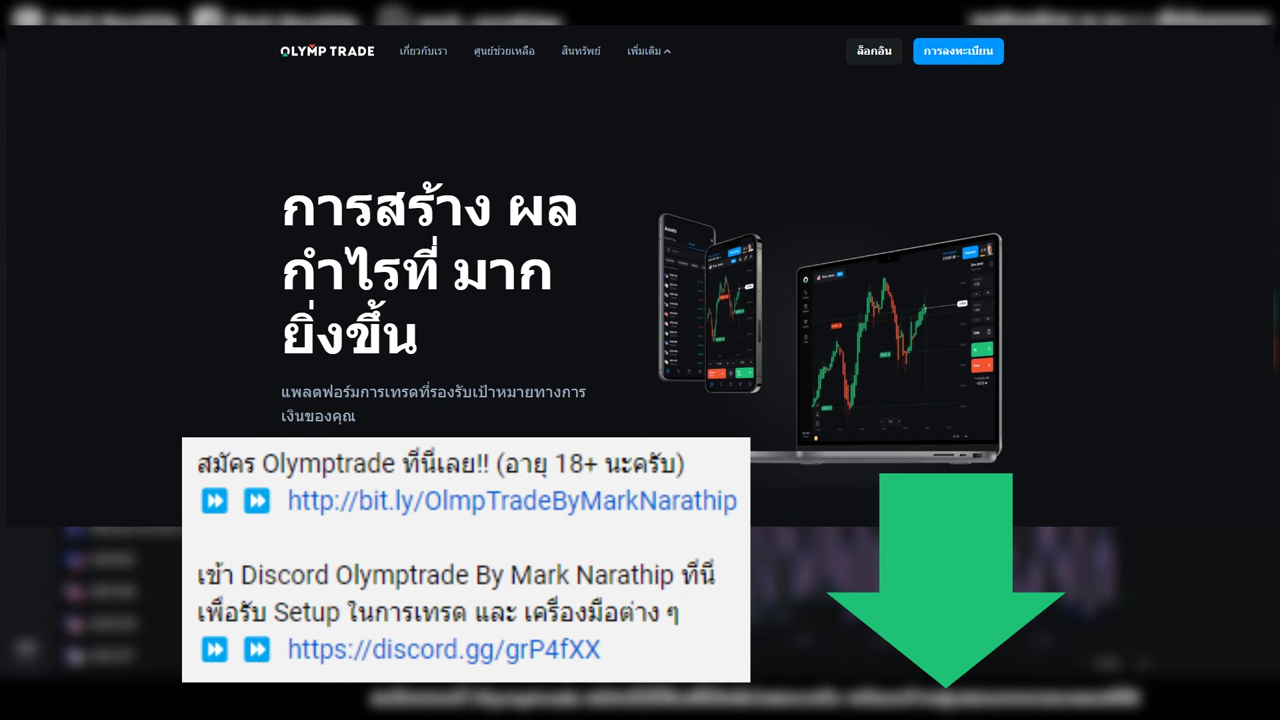 OLYMP TRADE
เกี่ยวกับเรา
ศูนย์ช่วยเหลือ
สินทรัพย์
เพิ่มเติม
ล็อกอิน
การลงทะเบียน
การสร้าง ผล
กำไรที่ มาก
ยิ่งขึ้น
แพลตฟอร์มการเทรดที่รองรับเป้าหมายทางการ
เงินของคุณ
Assets
สมัคร Olymptrade ที่นี่เลย!! (อายุ 18+ นะครับ)
http://bit.ly/OlmpTradeByMarkNarathip
เข้า Discord Olymptrade By Mark Narathip ที่นี่
เพื่อรับ Setup ในการเทรด และ เครื่องมือต่าง ๆ
https://discord.gg/grP4fXX